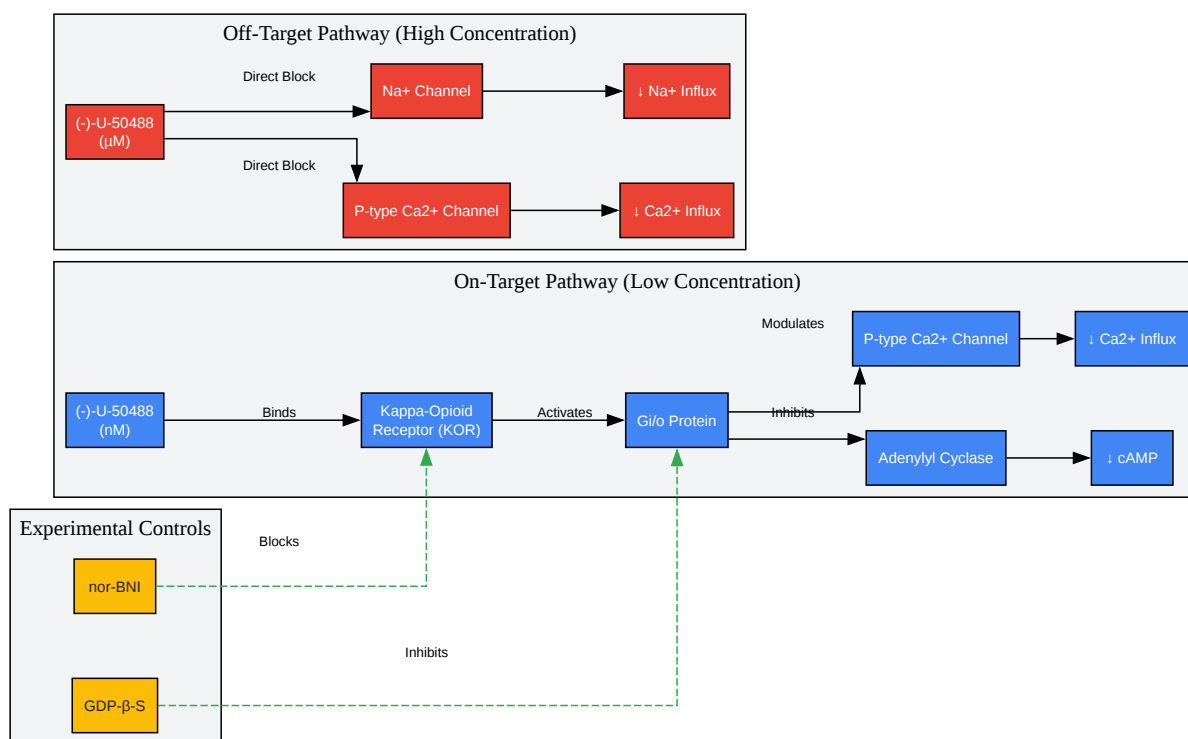 Off-Target Pathway (High Concentration)
Direct Block
Na+ Channel
↓ Na+ Influx
(-)-U-50488
(µM)
Direct Block
P-type Ca2+ Channel
↓ Ca2+ Influx
On-Target Pathway (Low Concentration)
Modulates
P-type Ca2+ Channel
↓ Ca2+ Influx
(-)-U-50488
(nM)
Binds
Kappa-Opioid
Receptor (KOR)
Activates
Gi/o Protein
Inhibits
Adenylyl Cyclase
↓ cAMP
Experimental Controls
Blocks
nor-BNI
Inhibits
GDP-β-S